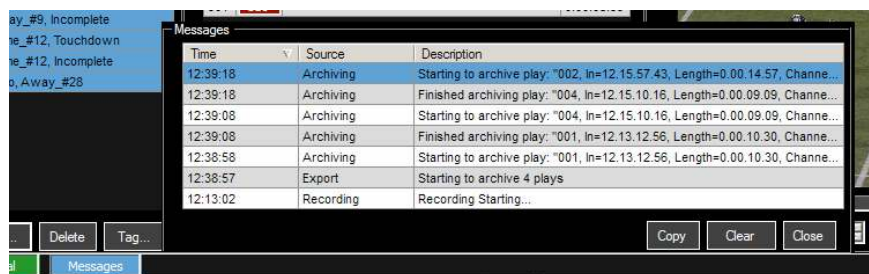 ay_#9, Incomplete
me_#12, Touchdown
me_#12, Incomplete
o, Away_#28
Messages
Time Source Description
12:39:18 Archiving Starting to archive play: "002, In=12.15.57.43, Length=0.00.14.57, Channe...
12:39:18 Archiving Finished archiving play: "004, In=12.15.10.16, Length=0.00.09.09, Channe...
12:39:08 Archiving Starting to archive play: "004, In=12.15.10.16, Length=0.00.09.09, Channe...
12:39:08 Archiving Finished archiving play: "001, In=12.13.12.56, Length=0.00.10.30, Channe...
12:38:58 Archiving Starting to archive play: "001, In=12.13.12.56, Length=0.00.10.30, Channe...
12:38:57 Export Starting to archive 4 plays
12:13:02 Recording Recording Starting...
Copy Clear Close
... Delete Tag...
al Messages